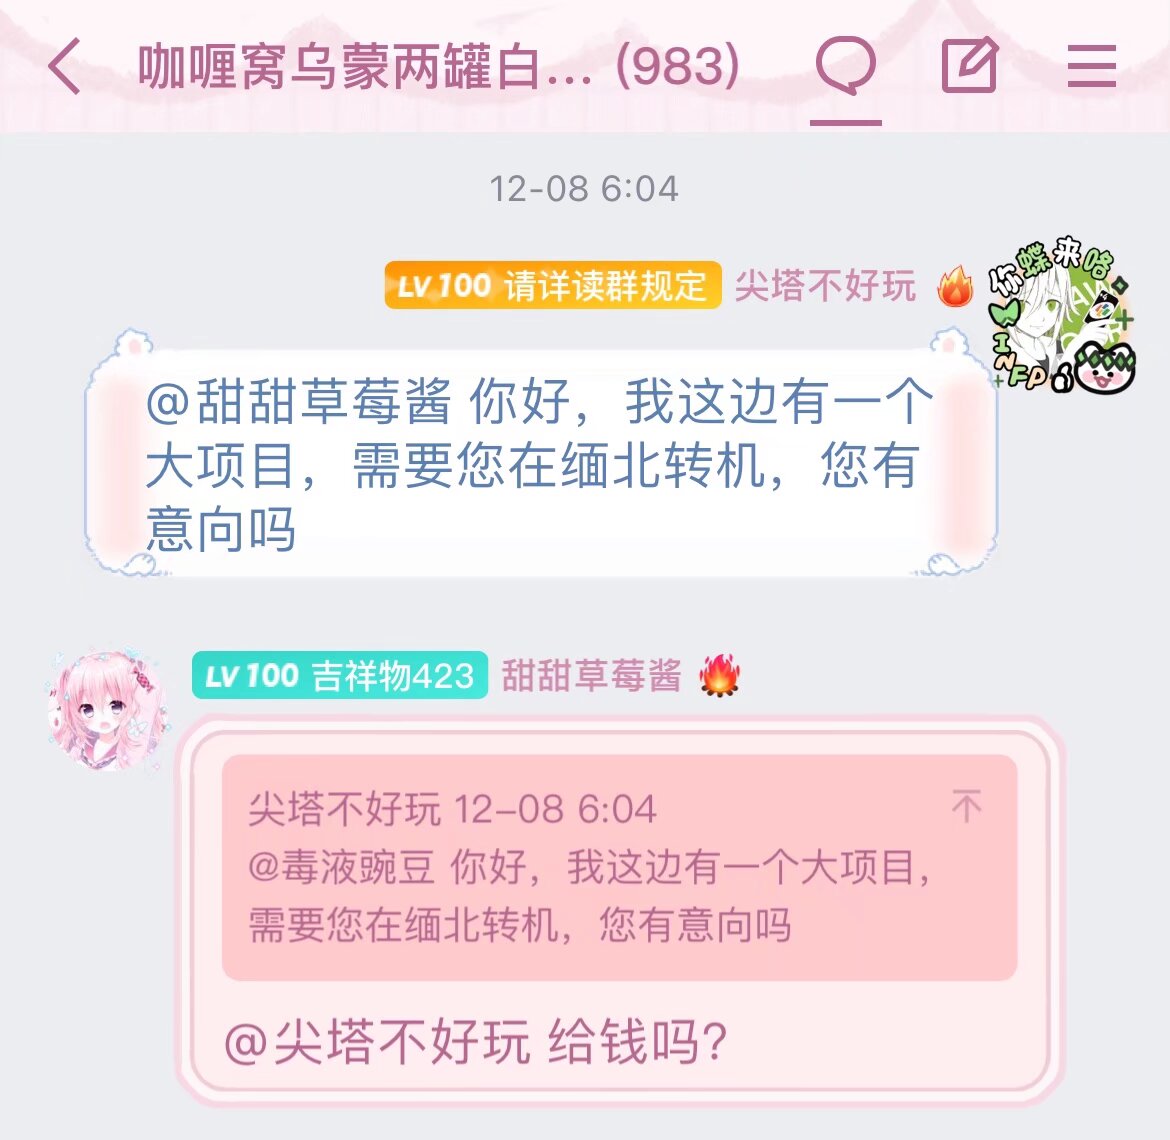 咖喱窝乌蒙两罐白... (983)
12-08 6:04
LV 100 请详读群规定 尖塔不好玩
你蝶来咯
INFP
@甜甜草莓酱 你好，我这边有一个
大项目，需要您在缅北转机，您有
意向吗
LV 100 吉祥物423 甜甜草莓酱
尖塔不好玩 12-08 6:04
@毒液豌豆 你好，我这边有一个大项目，
需要您在缅北转机，您有意向吗
@尖塔不好玩 给钱吗？